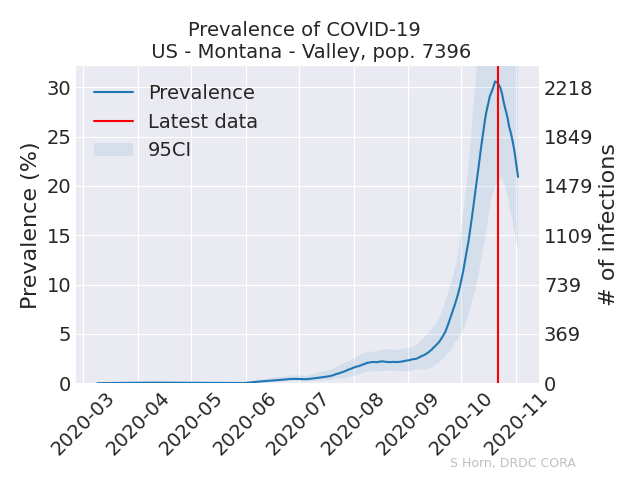 Prevalence of COVID-19
US - Montana - Valley, pop. 7396
Prevalence
Latest data
95CI
Prevalence (%)
30
25
20
15
10
5
0
2218
1849
1479
1109
739
369
0
# of infections
2020-03
2020-04
2020-05
2020-06
2020-07
2020-08
2020-09
2020-10
2020-11
S Horn, DRDC CORA